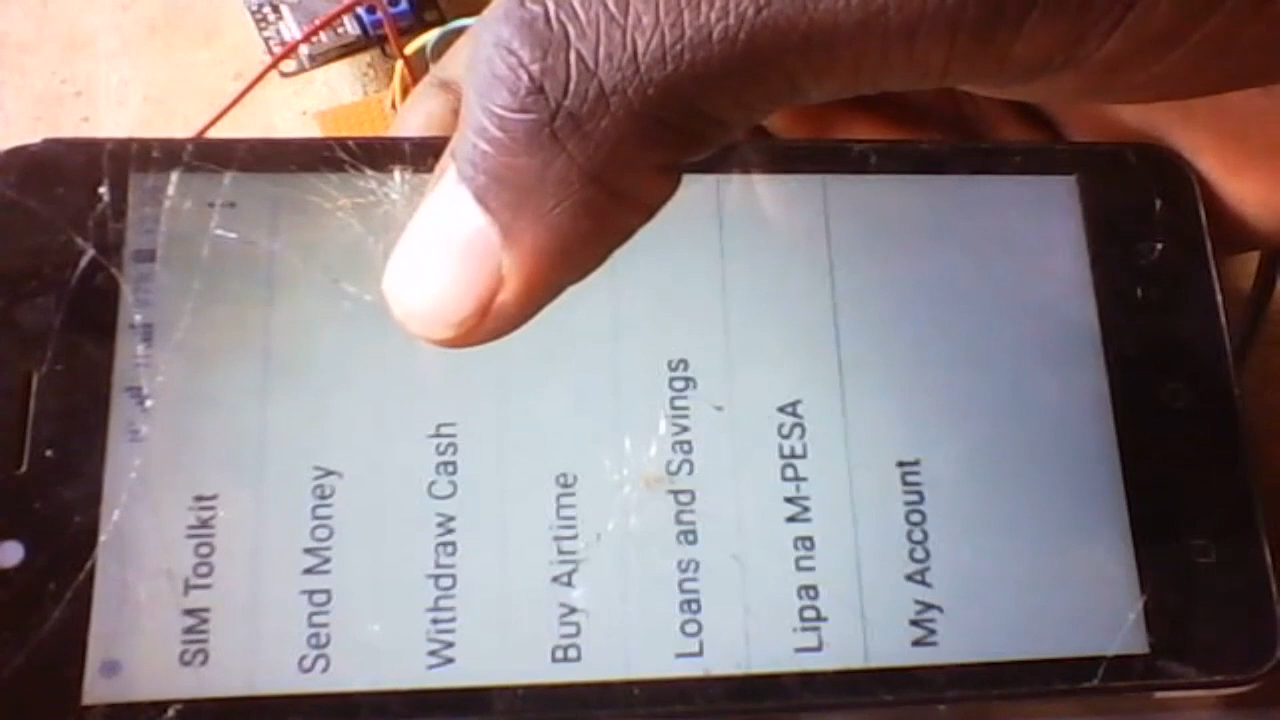 SIM Toolkit
Send Money
Withdraw Cash
Buy Airtime
Loans and Savings
Lipa na M-PESA
My Account